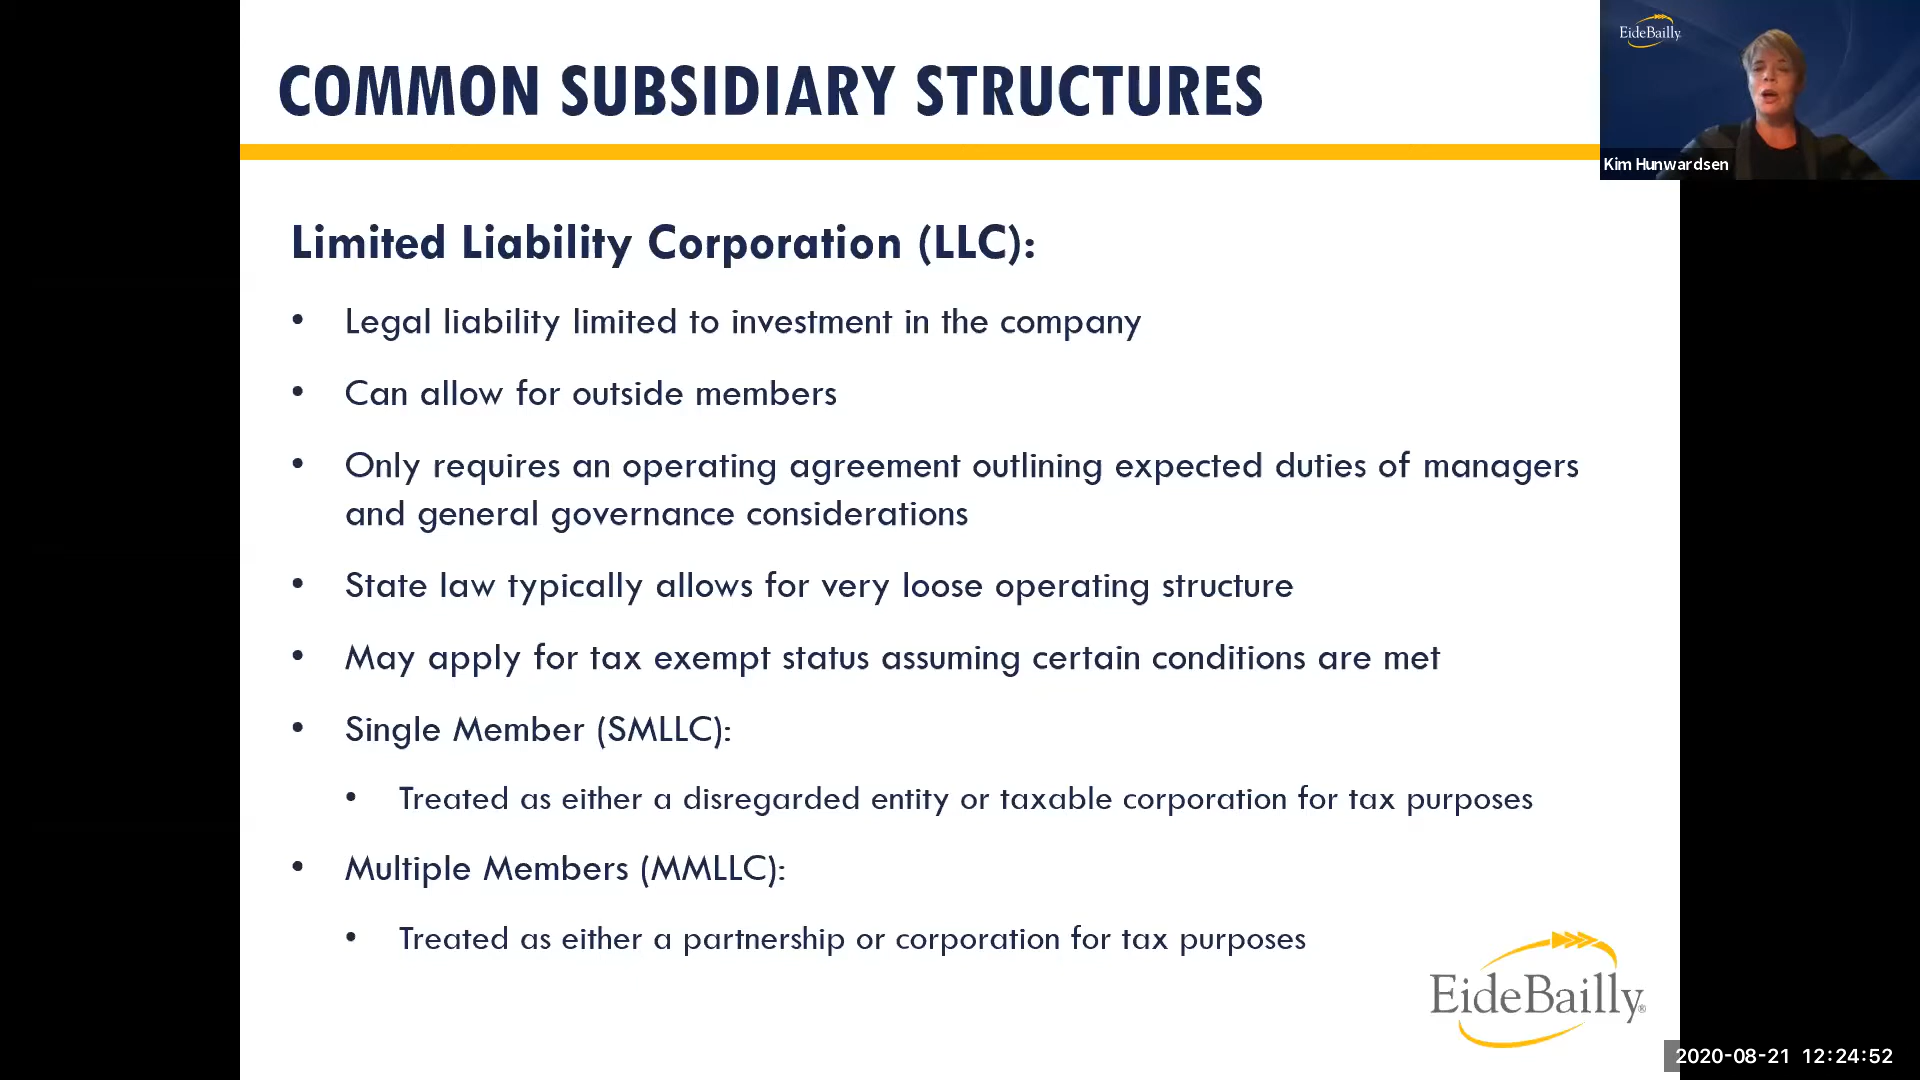 COMMON SUBSIDIARY STRUCTURES
EideBailly.
Kim Hunwardsen
Limited Liability Corporation (LLC):
• Legal liability limited to investment in the company
• Can allow for outside members
• Only requires an operating agreement outlining expected duties of managers
and general governance considerations
• State law typically allows for very loose operating structure
• May apply for tax exempt status assuming certain conditions are met
• Single Member (SMLLC):
• Treated as either a disregarded entity or taxable corporation for tax purposes
• Multiple Members (MMLLC):
• Treated as either a partnership or corporation for tax purposes
EideBailly®
2020-08-21 12:24:52